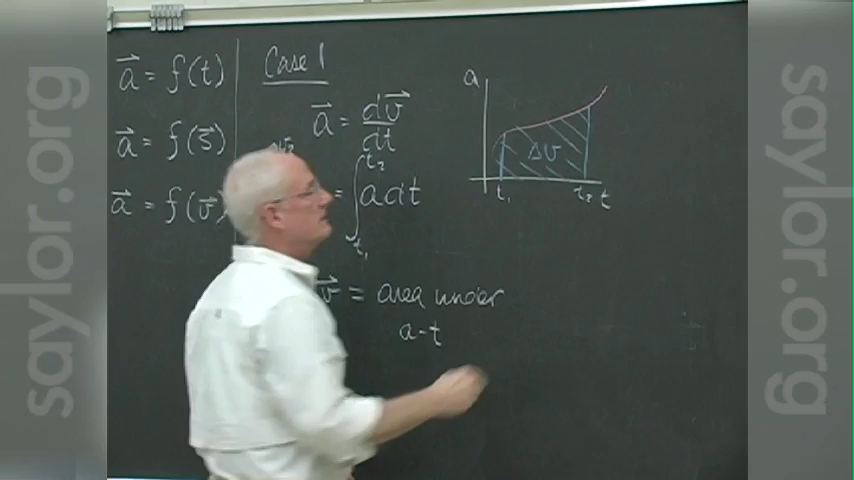 saylor.org
a⃗ = f(t)
a⃗ = f(s⃗)
a⃗ = f(v⃗)
Case 1
a⃗ = dv⃗/dt
= ∫ t₁ t₂ a dt
v⃗ = area under
a-t
a
Δv
t₁ t₂ t
saylor.org